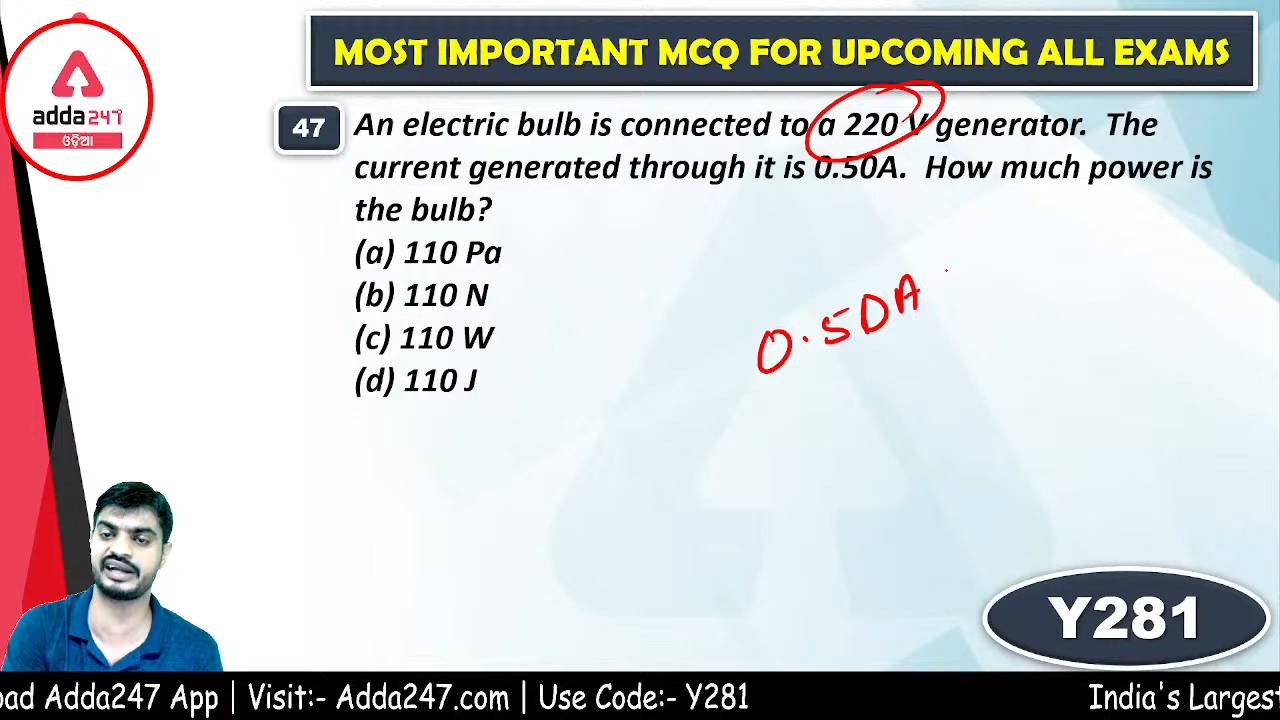 MOST IMPORTANT MCQ FOR UPCOMING ALL EXAMS
adda247
ଓଡ଼ିଆ
47 An electric bulb is connected to a 220 V generator. The
current generated through it is 0.50A. How much power is
the bulb?
(a) 110 Pa
(b) 110 N
(c) 110 W
(d) 110 J
0.50A
Y281
oad Adda247 App | Visit:- Adda247.com | Use Code:- Y281
India's Largest